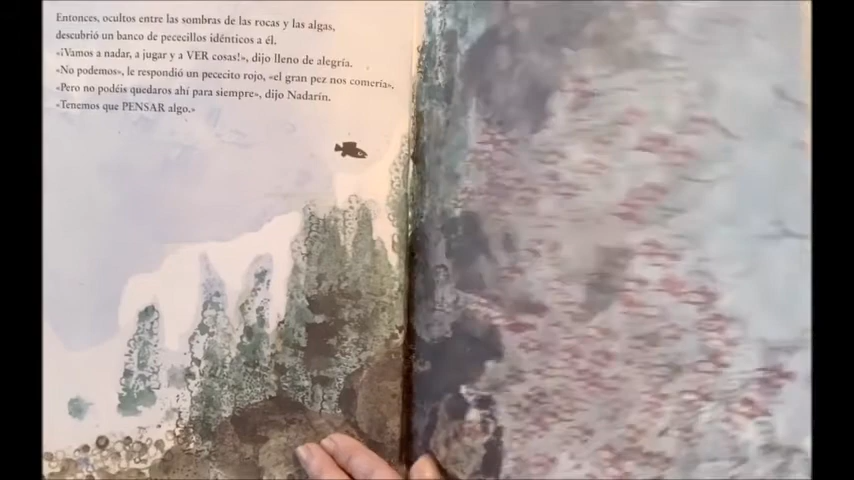 Entonces, ocultos entre las sombras de las rocas y las algas,
descubrió un banco de pececillos idénticos a él.
«¡Vamos a nadar, a jugar y a VER cosas!», dijo lleno de alegría.
«No podemos», le respondió un pececito rojo, «el gran pez nos comería»,
«Pero no podéis quedaros ahí para siempre», dijo Nadarín.
«Tenemos que PENSAR algo.»